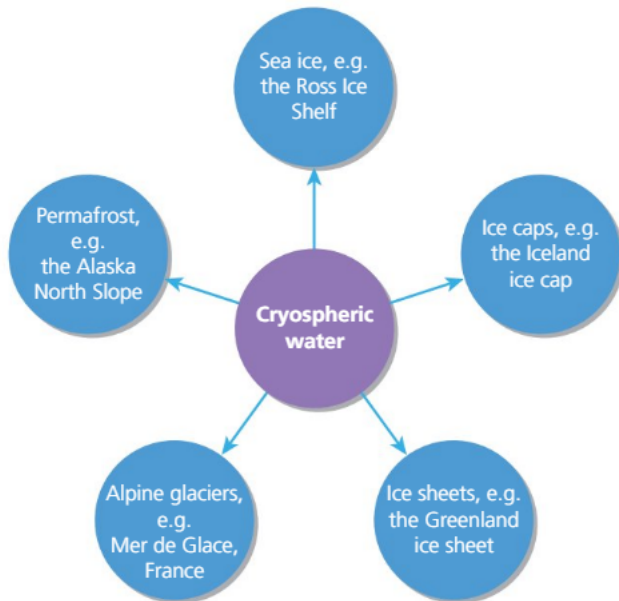 Sea ice, e.g.
the Ross Ice
Shelf
Permafrost,
e.g.
the Alaska
North Slope
Ice caps, e.g.
the Iceland
ice cap
Cryospheric
water
Alpine glaciers,
e.g.
Mer de Glace,
France
Ice sheets, e.g.
the Greenland
ice sheet